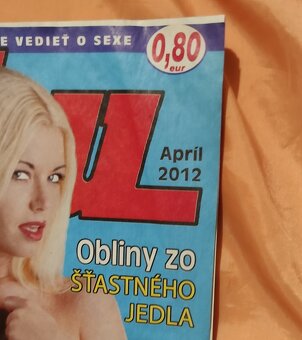 E VEDIEŤ O SEXE
0,80
eur
u
Apríl
2012
Obliny zo
ŠŤASTNÉHO
JEDLA